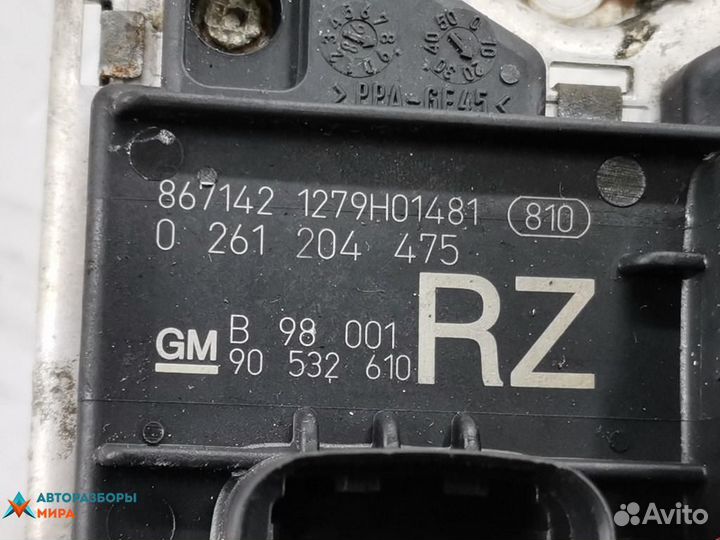 >PPA-GF45<
867142 1279H01481 810
0 261 204 475
GM B 98 001 RZ
90 532 610
АВТОРАЗБОРЫ
МИРА
Avito